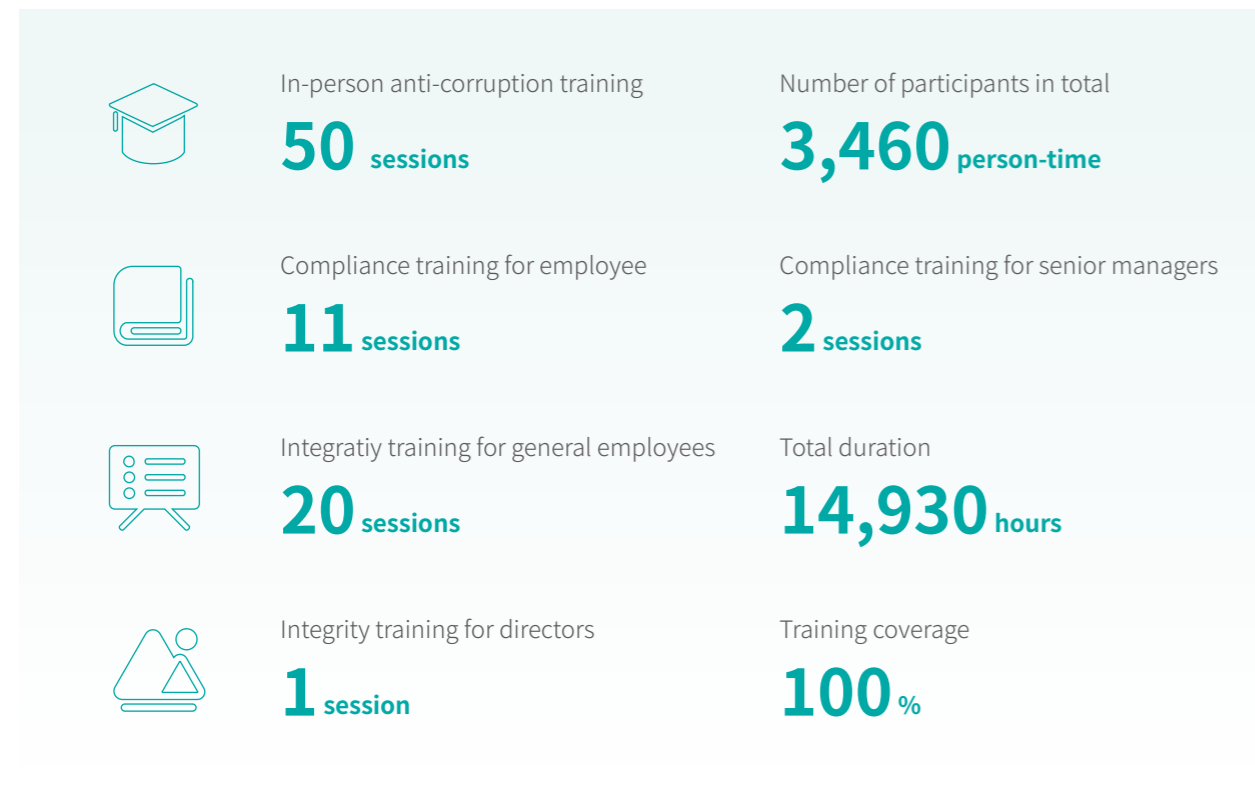 In-person anti-corruption training
50 sessions
Number of participants in total
3,460 person-time
Compliance training for employee
11 sessions
Compliance training for senior managers
2 sessions
Integratiy training for general employees
20 sessions
Total duration
14,930 hours
Integrity training for directors
1 session
Training coverage
100 %